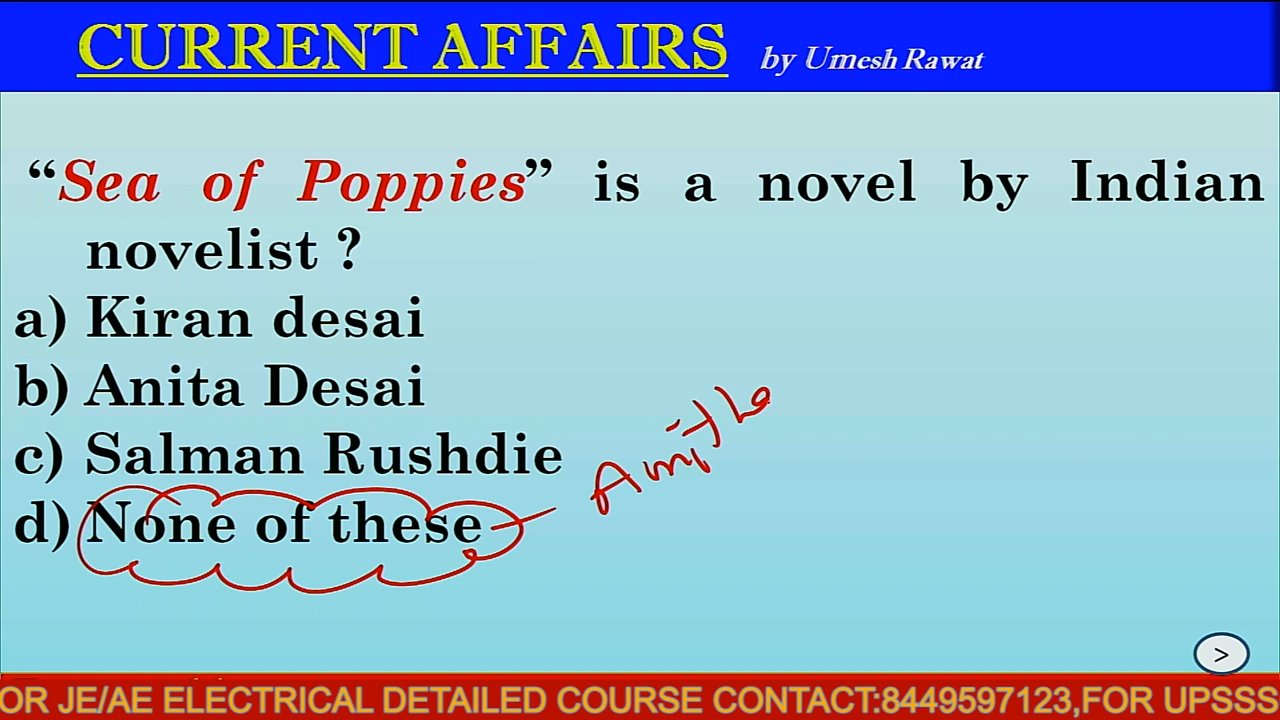 CURRENT AFFAIRS by Umesh Rawat
“Sea of Poppies” is a novel by Indian
novelist ?
a) Kiran desai
b) Anita Desai
c) Salman Rushdie
d) None of these
>
OR JE/AE ELECTRICAL DETAILED COURSE CONTACT:8449597123,FOR UPSSS